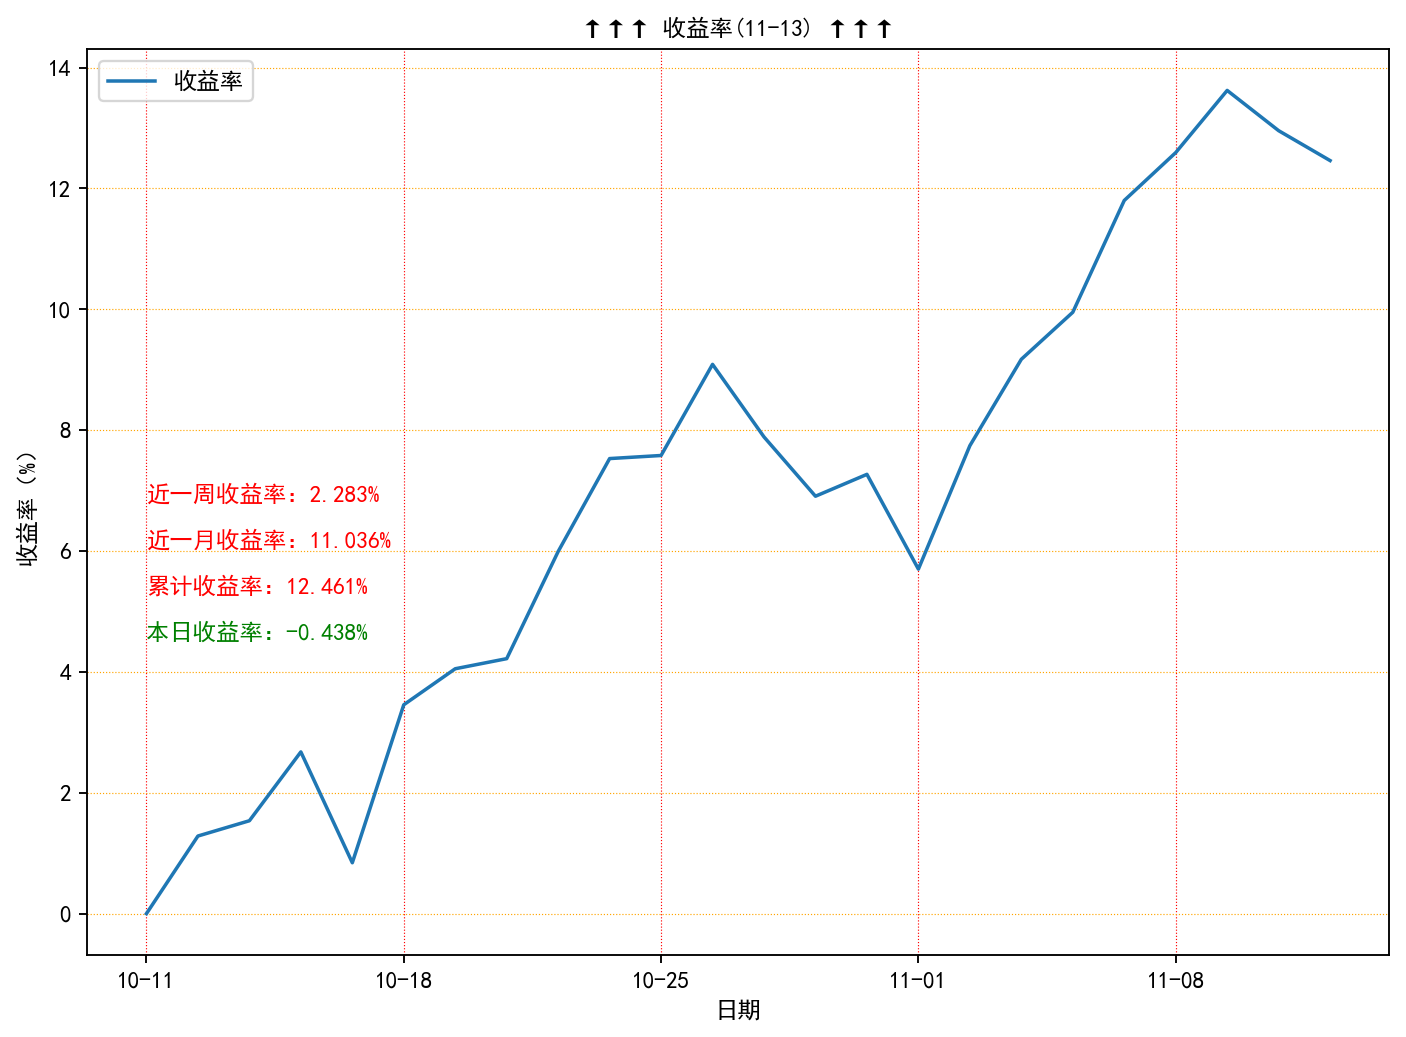 ↑↑↑ 收益率(11-13) ↑↑↑
收益率
14
12
10
8
6
4
2
0
收益率 (%)
近一周收益率：2.283%
近一月收益率：11.036%
累计收益率：12.461%
本日收益率：-0.438%
10-11 10-18 10-25 11-01 11-08
日期